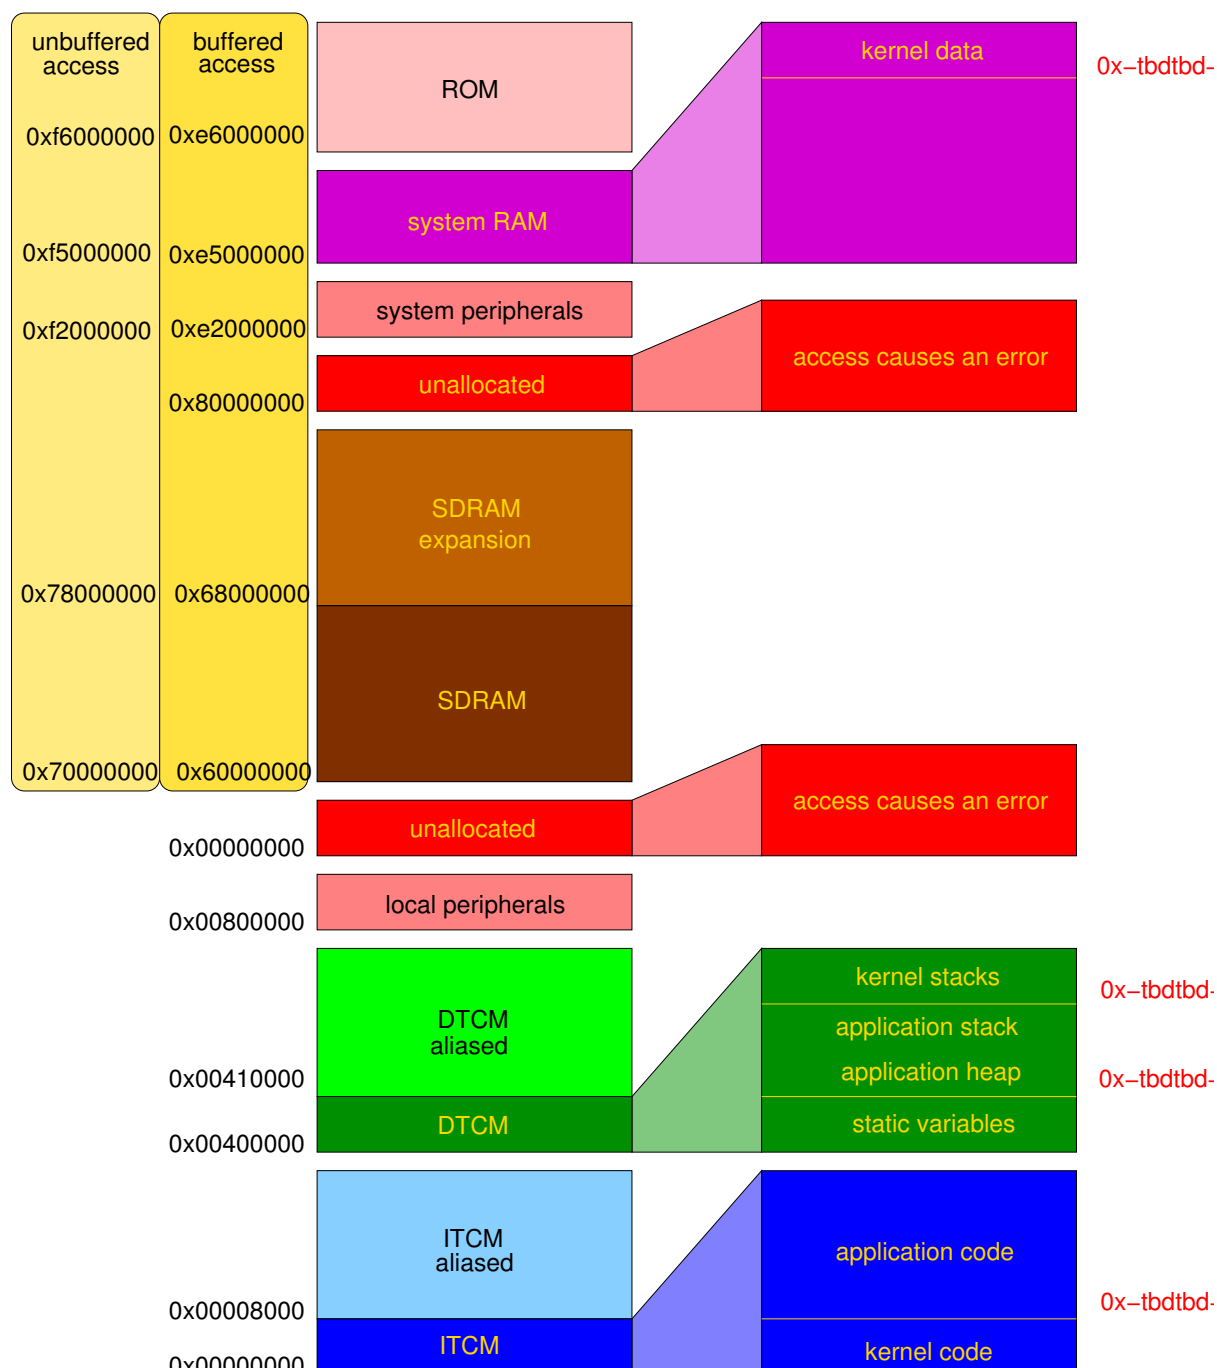 unbuffered
access
buffered
access
ROM
kernel data
0x−tbdtbd-
0xf6000000
0xe6000000
system RAM
0xf5000000
0xe5000000
system peripherals
0xf2000000
0xe2000000
unallocated
access causes an error
0x80000000
SDRAM
expansion
0x78000000
0x68000000
SDRAM
0x70000000
0x60000000
unallocated
access causes an error
0x00000000
local peripherals
0x00800000
kernel stacks
0x−tbdtbd-
DTCM
aliased
application stack
application heap
0x−tbdtbd-
0x00410000
DTCM
static variables
0x00400000
ITCM
aliased
application code
0x−tbdtbd-
0x00008000
ITCM
kernel code
0x00000000